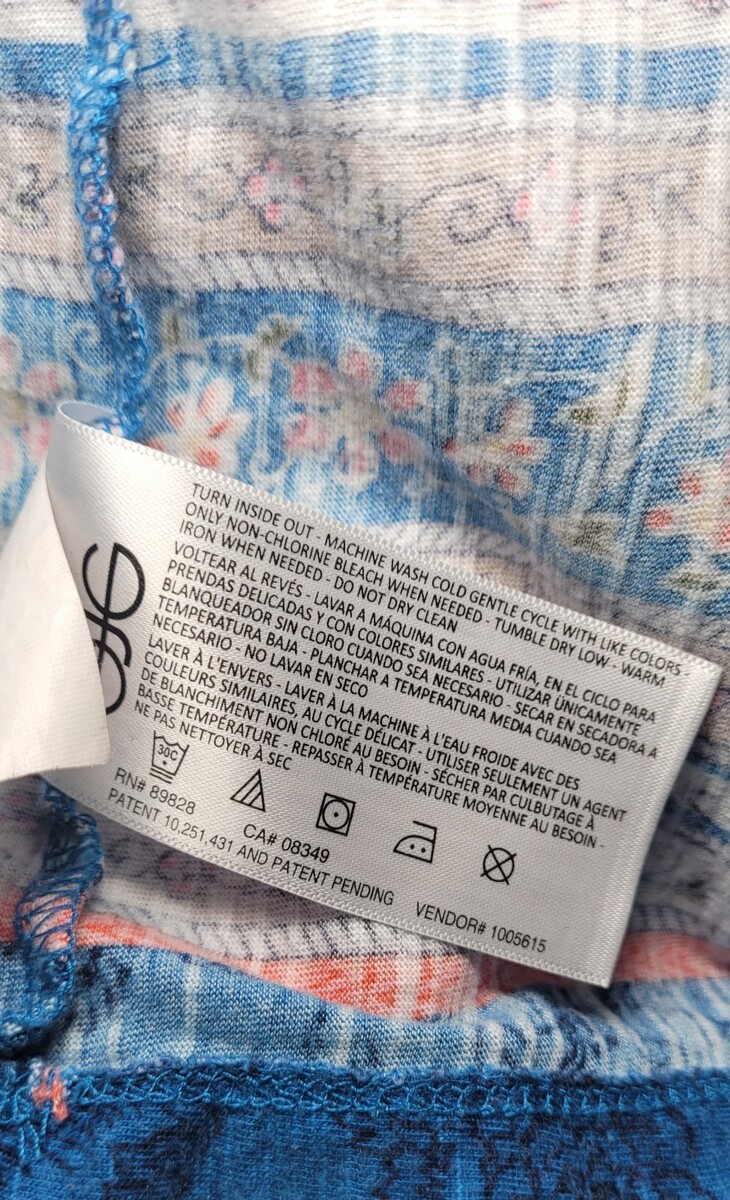 TURN INSIDE OUT - MACHINE WASH COLD GENTLE CYCLE WITH LIKE COLORS -
ONLY NON-CHLORINE BLEACH WHEN NEEDED - TUMBLE DRY LOW - WARM
IRON WHEN NEEDED - DO NOT DRY CLEAN
VOLTEAR AL REVÉS - LAVAR A MÁQUINA CON AGUA FRÍA, EN EL CICLO PARA
PRENDAS DELICADAS Y CON COLORES SIMILARES - UTILIZAR ÚNICAMENTE
BLANQUEADOR SIN CLORO CUANDO SEA NECESARIO - SECAR EN SECADORA A
TEMPERATURA BAJA - PLANCHAR A TEMPERATURA MEDIA CUANDO SEA
NECESARIO - NO LAVAR EN SECO
LAVER À L'ENVERS - LAVER À LA MACHINE À L'EAU FROIDE AVEC DES
COULEURS SIMILAIRES, AU CYCLE DÉLICAT - UTILISER SEULEMENT UN AGENT
DE BLANCHIMENT NON CHLORÉ AU BESOIN - SÉCHER PAR CULBUTAGE À
BASSE TEMPÉRATURE - REPASSER À TEMPÉRATURE MOYENNE AU BESOIN -
NE PAS NETTOYER À SEC
30C
RN# 89828 CA# 08349
PATENT 10,251,431 AND PATENT PENDING VENDOR# 1005615